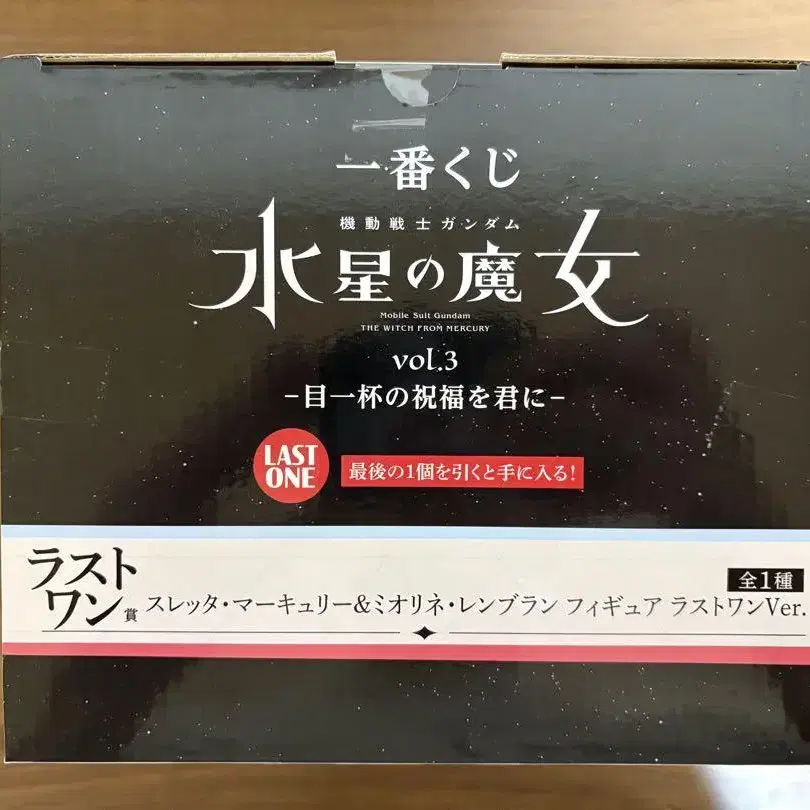 一番くじ
機動戦士ガンダム
水星の魔女
Mobile Suit Gundam
THE WITCH FROM MERCURY
vol.3
−目一杯の祝福を君に−
LAST
ONE
最後の1個を引くと手に入る!
全1種
ラスト
ワン賞
スレッタ・マーキュリー&ミオリネ・レンブラン フィギュア ラストワンVer.